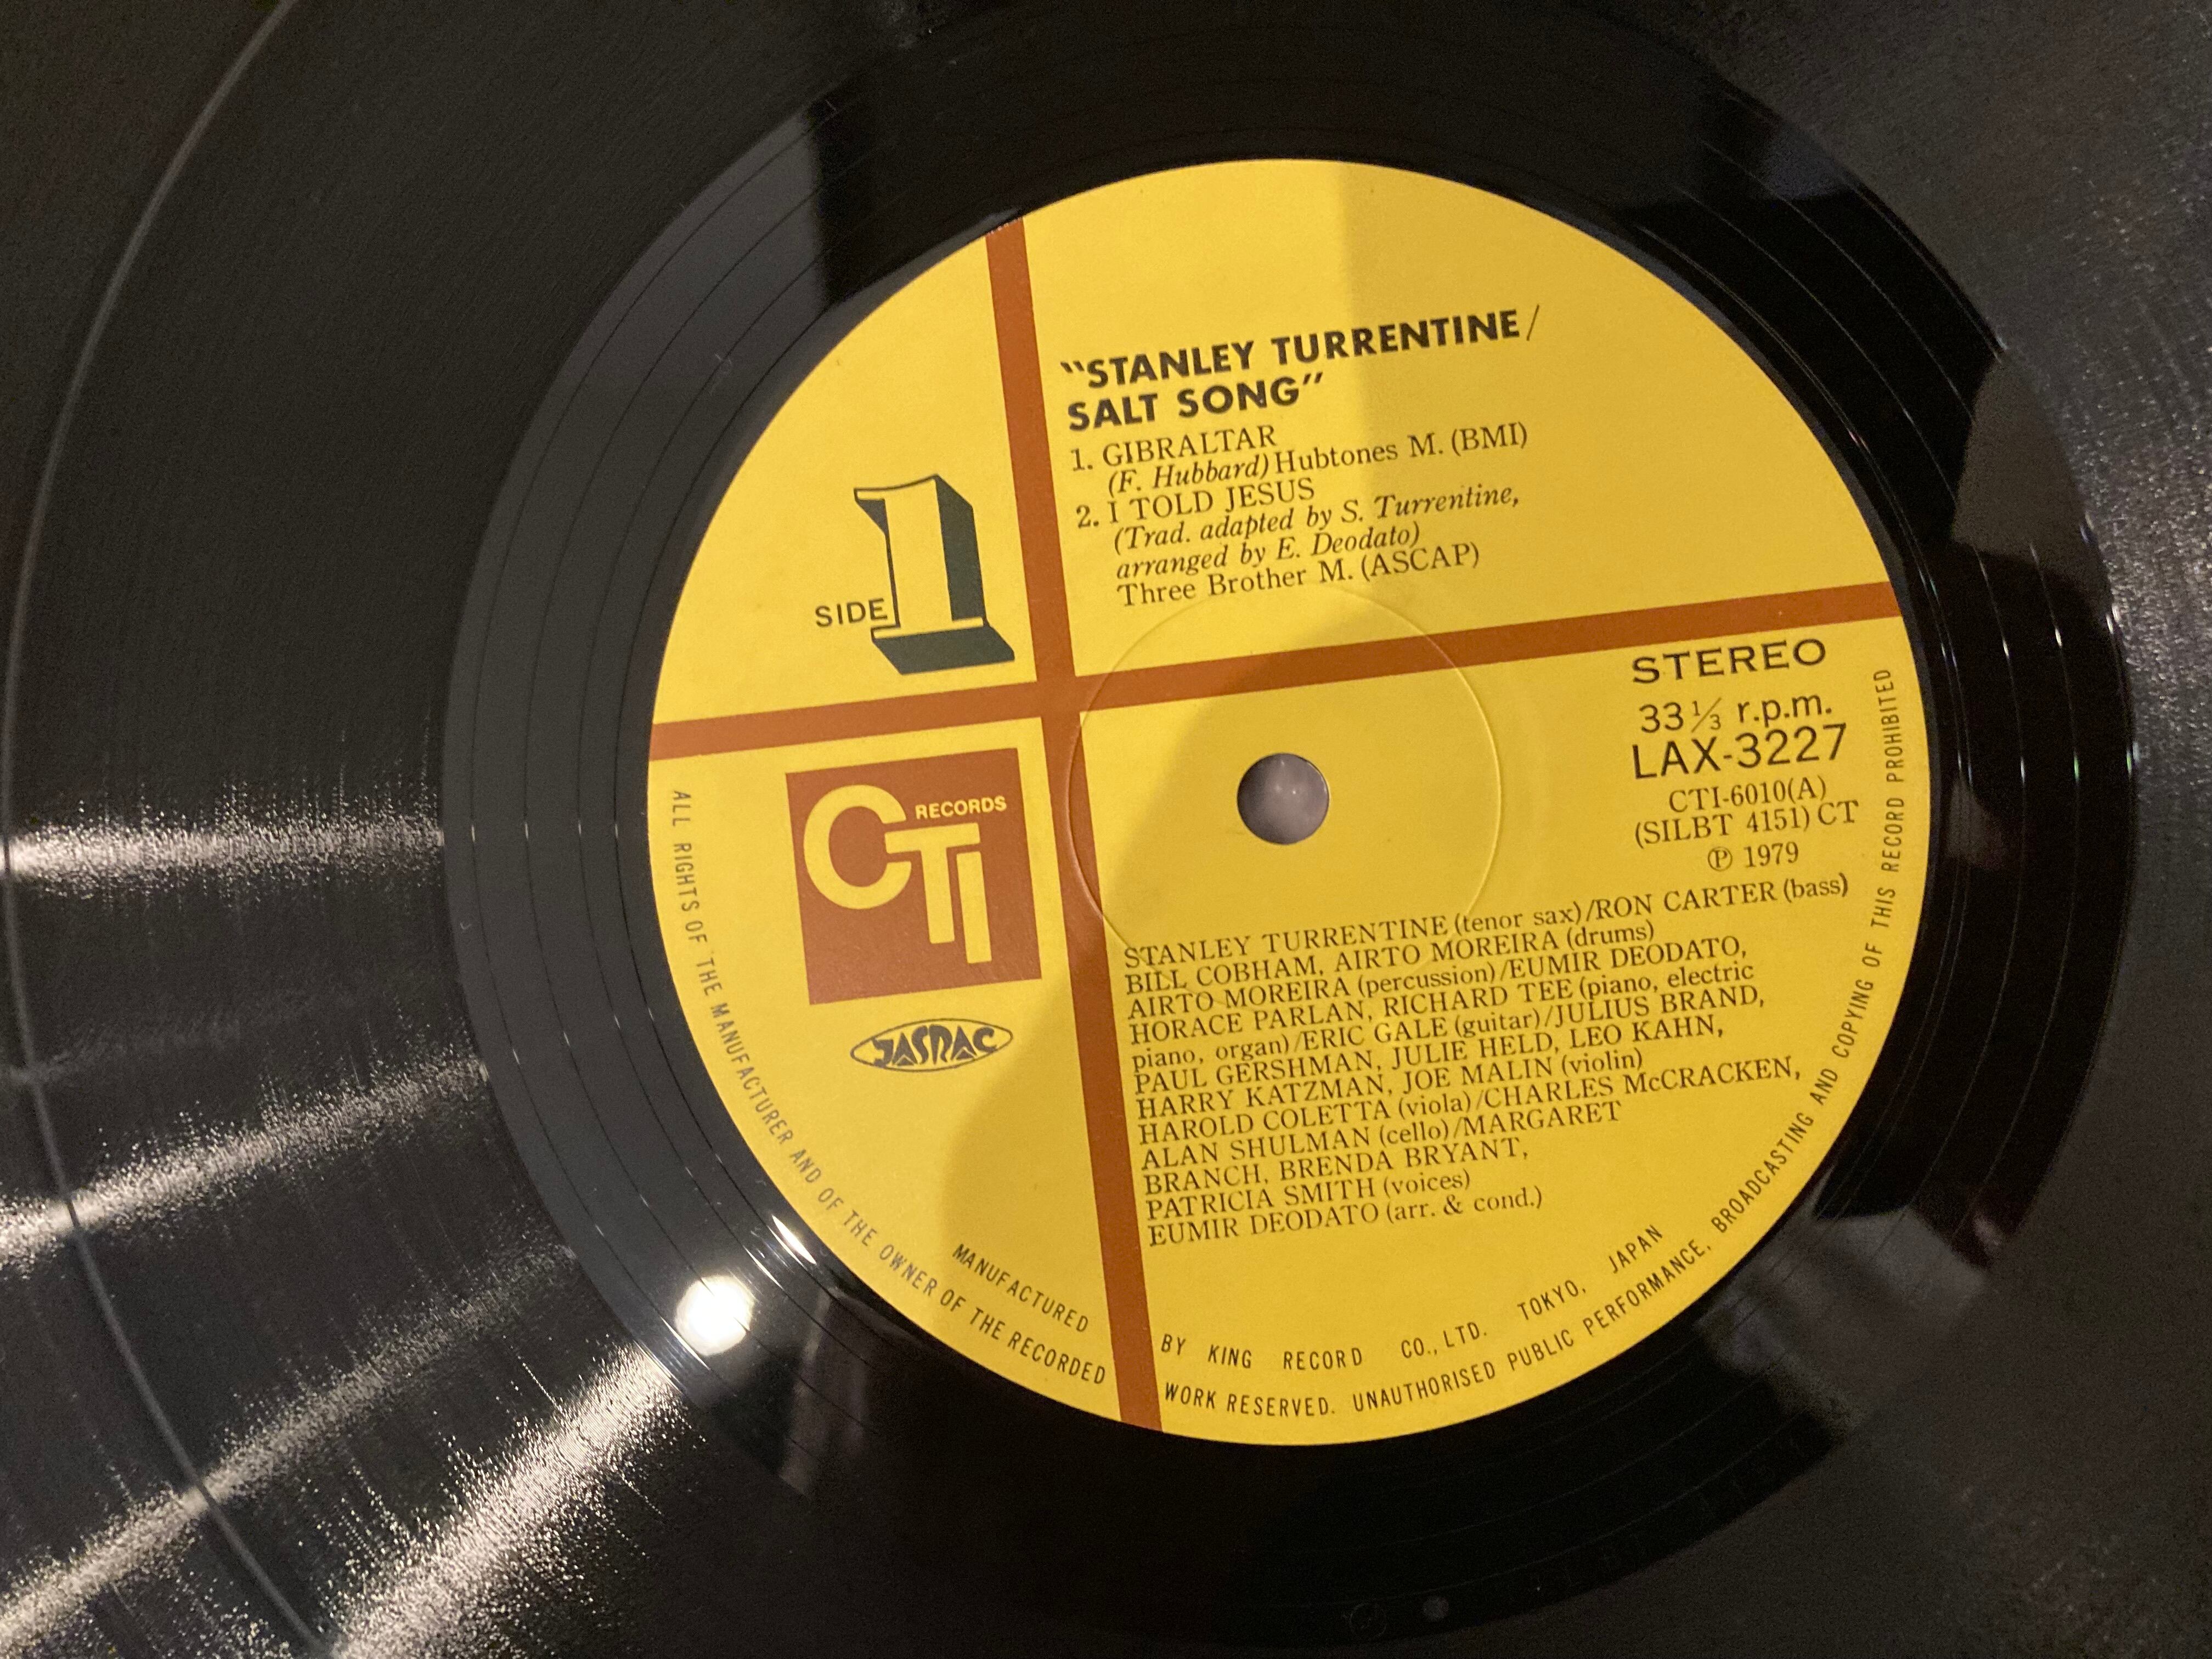 "STANLEY TURRENTINE/
SALT SONG"
1. GIBRALTAR
(F. Hubbard) Hubtones M. (BMI)
2. I TOLD JESUS
(Trad. adapted by S. Turrentine,
arranged by E. Deodato)
Three Brother M. (ASCAP)
SIDE 1
STEREO
33 1/3 r.p.m.
LAX-3227
CTI-6010(A)
(SILBT 4151) CT
℗ 1979
CTI RECORDS
JASRAC
STANLEY TURRENTINE (tenor sax)/RON CARTER (bass)
BILL COBHAM, AIRTO MOREIRA (drums)
AIRTO MOREIRA (percussion)/EUMIR DEODATO,
HORACE PARLAN, RICHARD TEE (piano, electric
piano, organ)/ERIC GALE (guitar)/JULIUS BRAND,
PAUL GERSHMAN, JULIE HELD, LEO KAHN,
HARRY KATZMAN, JOE MALIN (violin)
HAROLD COLETTA (viola)/CHARLES McCRACKEN,
ALAN SHULMAN (cello)/MARGARET
BRANCH, BRENDA BRYANT,
PATRICIA SMITH (voices)
EUMIR DEODATO (arr. & cond.)
MANUFACTURED BY KING RECORD CO., LTD. TOKYO, JAPAN
ALL RIGHTS OF THE MANUFACTURER AND OF THE OWNER OF THE RECORDED WORK RESERVED. UNAUTHORISED PUBLIC PERFORMANCE, BROADCASTING AND COPYING OF THIS RECORD PROHIBITED